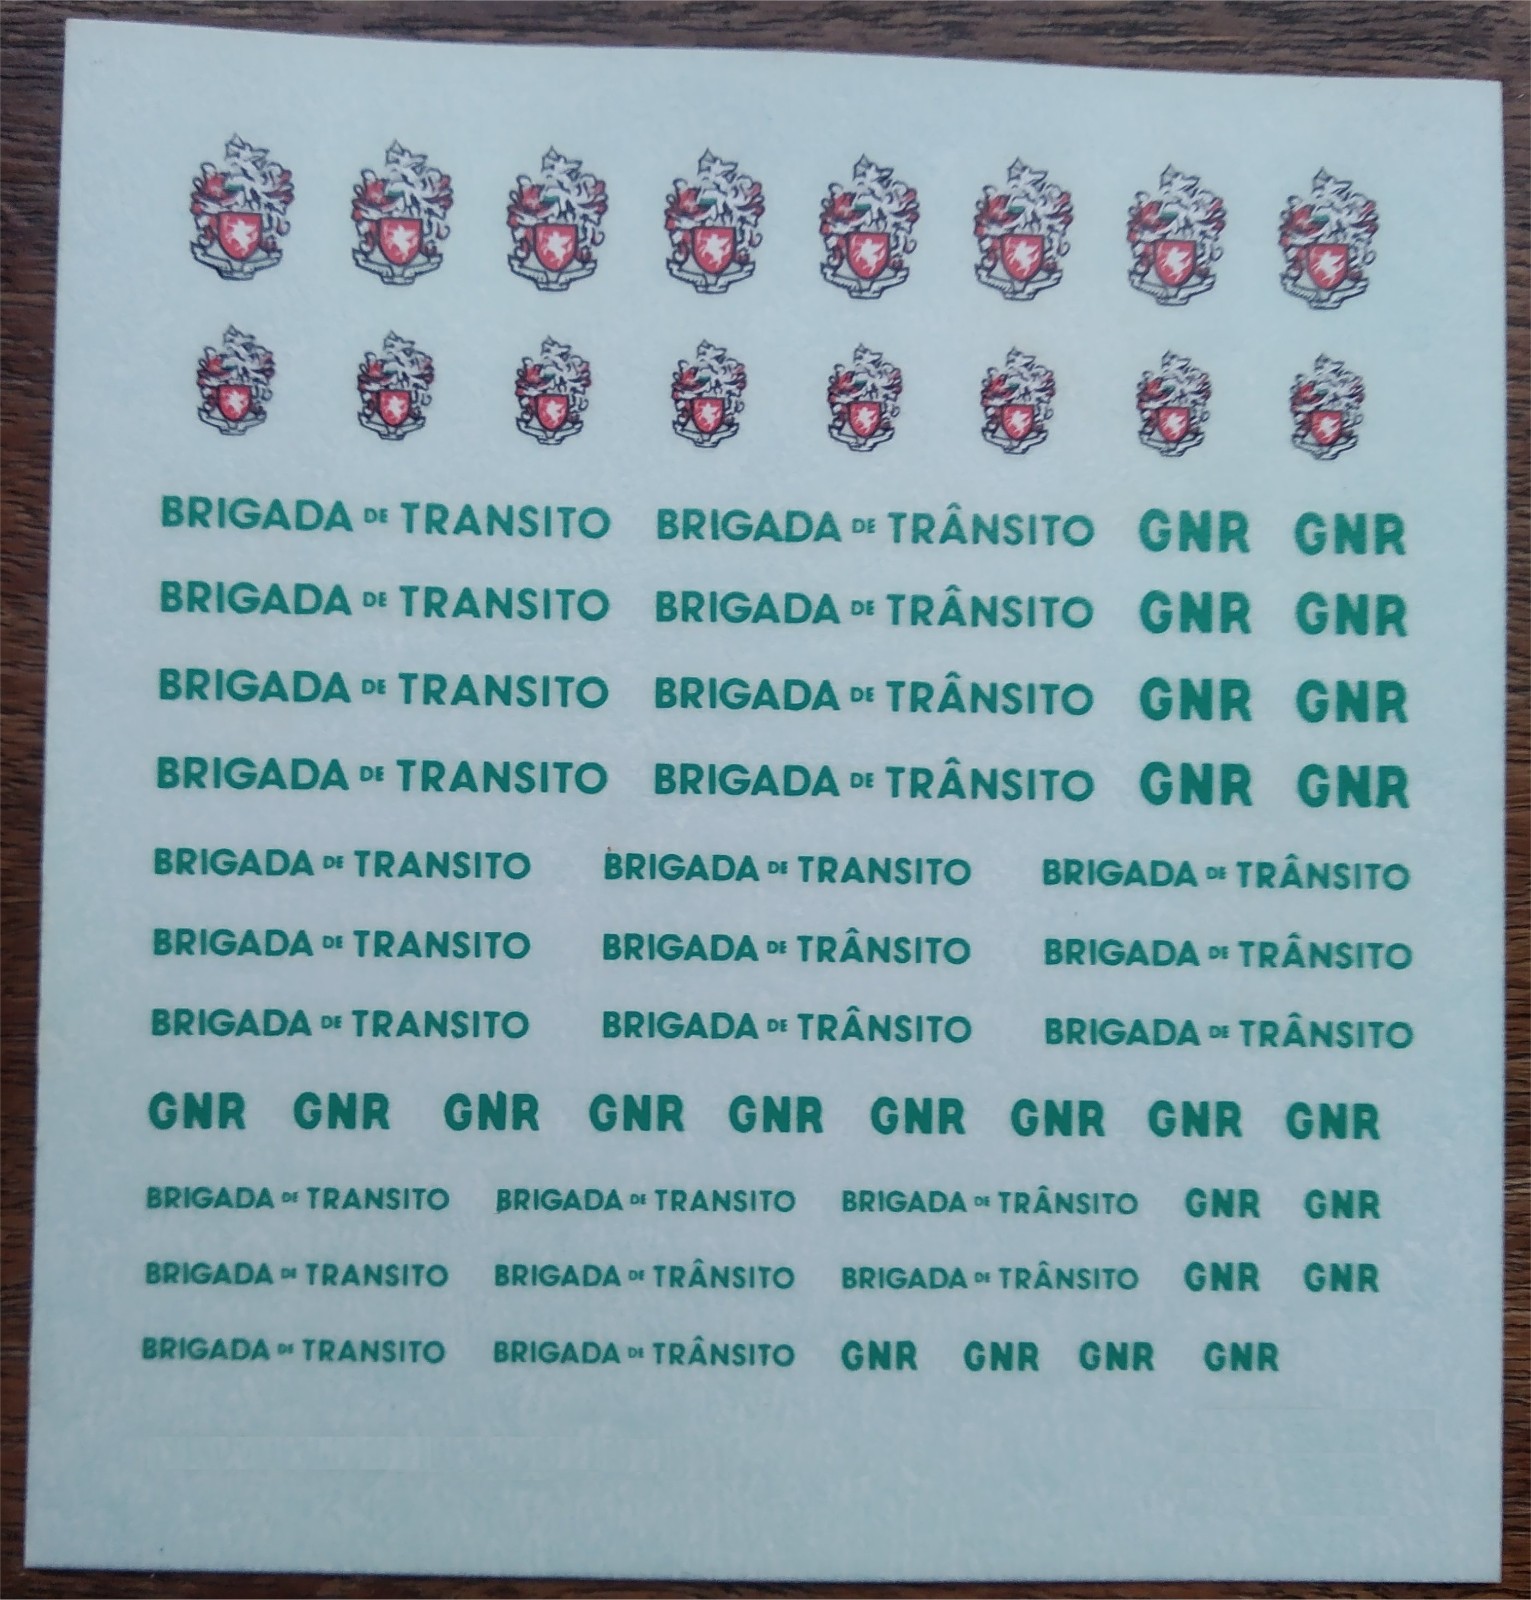 BRIGADA DE TRANSITO BRIGADA DE TRÂNSITO GNR GNR
BRIGADA DE TRANSITO BRIGADA DE TRÂNSITO GNR GNR
BRIGADA DE TRANSITO BRIGADA DE TRÂNSITO GNR GNR
BRIGADA DE TRANSITO BRIGADA DE TRÂNSITO GNR GNR
BRIGADA DE TRANSITO BRIGADA DE TRANSITO BRIGADA DE TRÂNSITO
BRIGADA DE TRANSITO BRIGADA DE TRÂNSITO BRIGADA DE TRÂNSITO
BRIGADA DE TRANSITO BRIGADA DE TRÂNSITO BRIGADA DE TRÂNSITO
GNR GNR GNR GNR GNR GNR GNR GNR GNR
BRIGADA DE TRANSITO BRIGADA DE TRANSITO BRIGADA DE TRÂNSITO GNR GNR
BRIGADA DE TRANSITO BRIGADA DE TRÂNSITO BRIGADA DE TRÂNSITO GNR GNR
BRIGADA DE TRANSITO BRIGADA DE TRÂNSITO GNR GNR GNR GNR